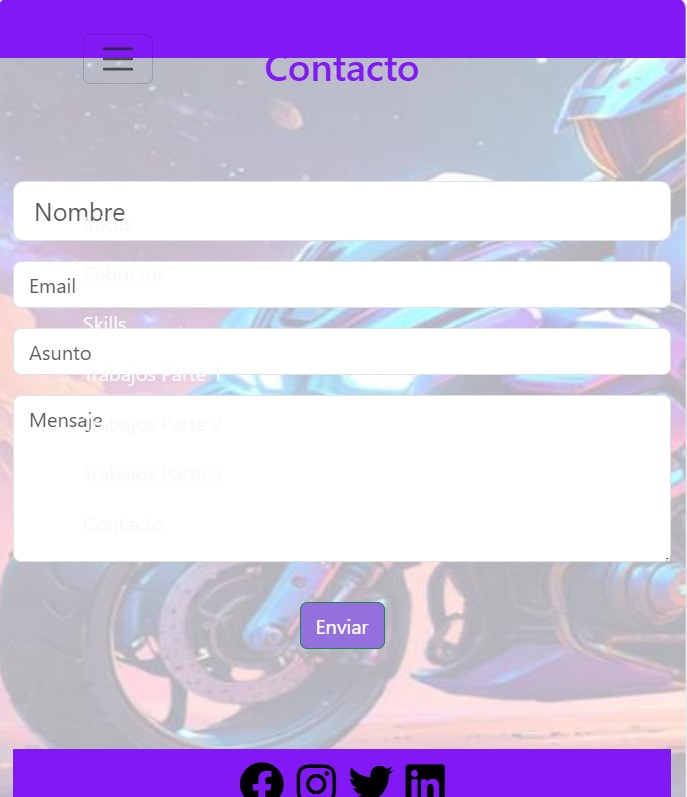 Contacto
Nombre
Inicio
Sobre mi
Email
Skills
Asunto
Trabajos Parte 1
Mensaje
Trabajos Parte 2
Trabajos Parte 3
Contacto
Enviar